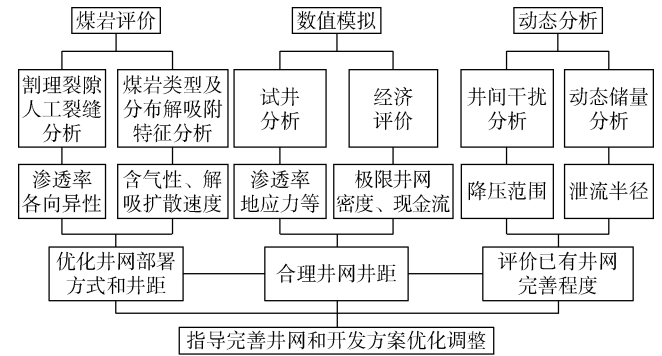 煤岩评价
数值模拟
动态分析
割理裂隙
人工裂缝
分析
煤岩类型及
分布解吸附
特征分析
试井
分析
经济
评价
井间干扰
分析
动态储量
分析
渗透率
各向异性
含气性、解
吸扩散速度
渗透率
地应力等
极限井网
密度、现金流
降压范围
泄流半径
优化井网部署
方式和井距
合理井网井距
评价已有井网
完善程度
指导完善井网和开发方案优化调整